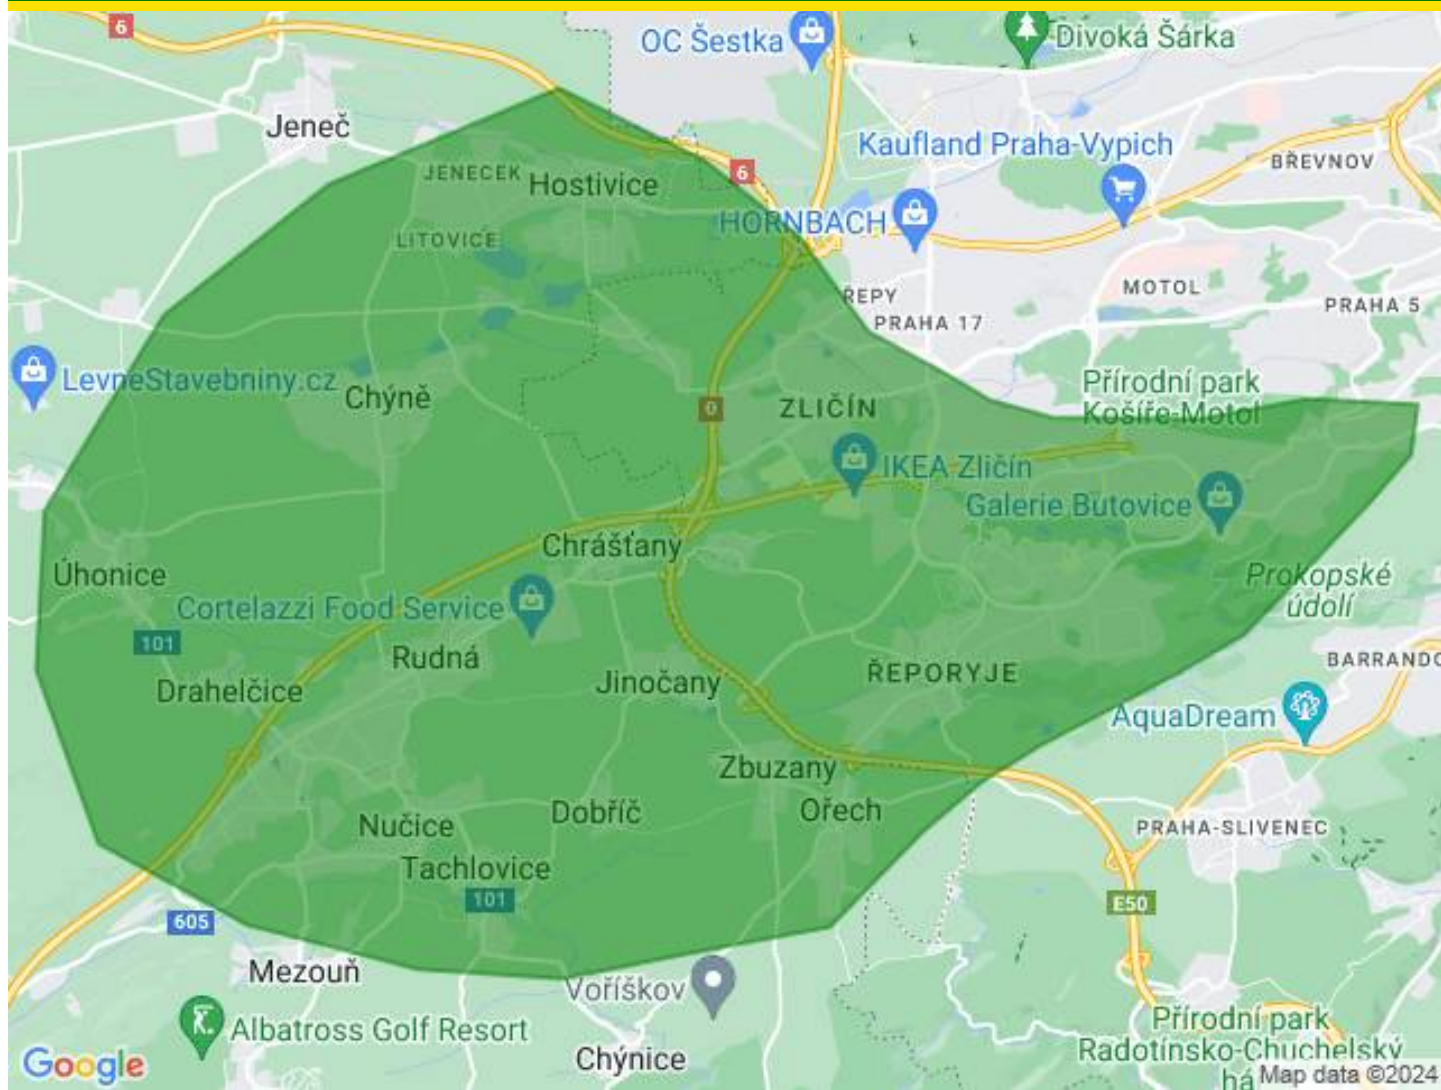 6
OC Šestka
Divoká Šárka
Jeneč
Kaufland Praha-Vypich
BŘEVNOV
JENEČEK
Hostivice
6
HORNBACH
LITOVICE
ŘEPY
MOTOL
PRAHA 17
PRAHA 5
LevneStavebniny.cz
Chýně
0
ZLIČÍN
Přírodní park
Košíře-Motol
IKEA Zličín
Galerie Butovice
Chrášťany
Úhonice
Prokopské
údolí
Cortelazzi Food Service
101
Rudná
Drahelčice
Jinočany
ŘEPORYJE
BARRANDO
AquaDream
Zbuzany
Ořech
Nučice
Dobříč
PRAHA-SLIVENEC
Tachlovice
101
E50
605
Mezouň
Voříškov
Albatross Golf Resort
Chýnice
Přírodní park
Radotínsko-Chuchelský
há
Google
Map data ©2024